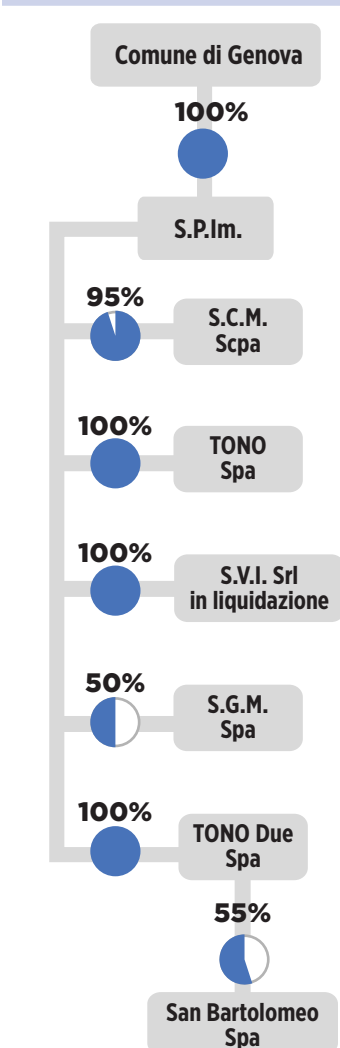 Comune di Genova
100%
S.P.Im.
95%
S.C.M.
Scpa
100%
TONO
Spa
100%
S.V.I. Srl
in liquidazione
50%
S.G.M.
Spa
100%
TONO Due
Spa
55%
San Bartolomeo
Spa